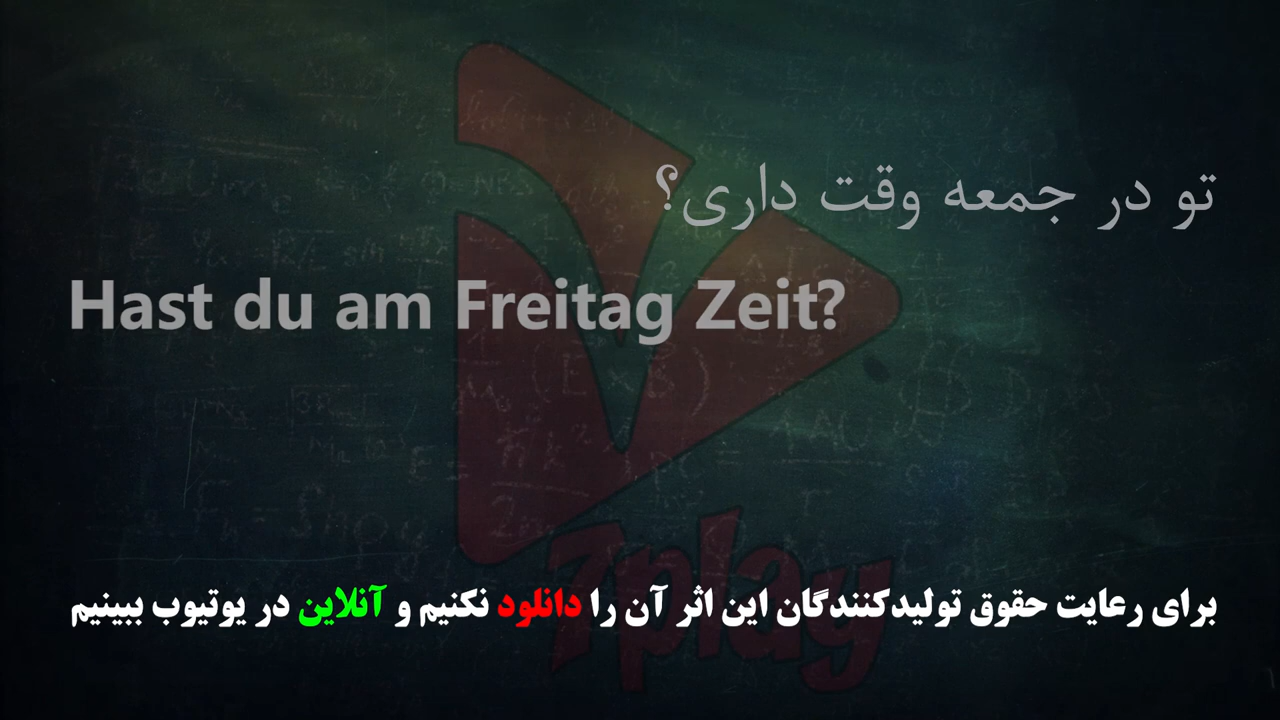 تو در جمعه وقت داری؟
Hast du am Freitag Zeit?
برای رعایت حقوق تولیدکنندگان این اثر آن را دانلود نکنیم و آنلاین در یوتیوب ببینیم
7play